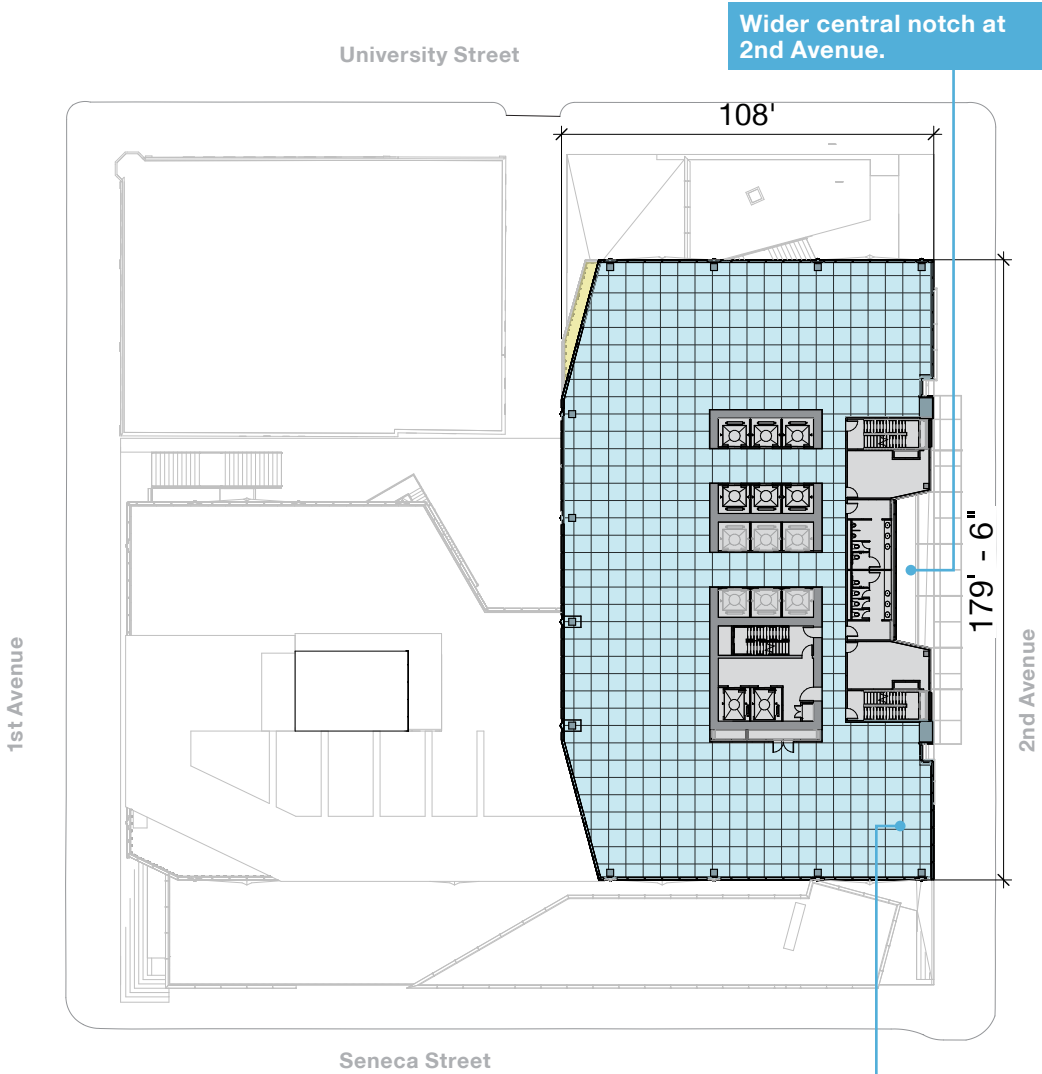 Wider central notch at
2nd Avenue.
University Street
108'
179' - 6"
1st Avenue
2nd Avenue
Seneca Street